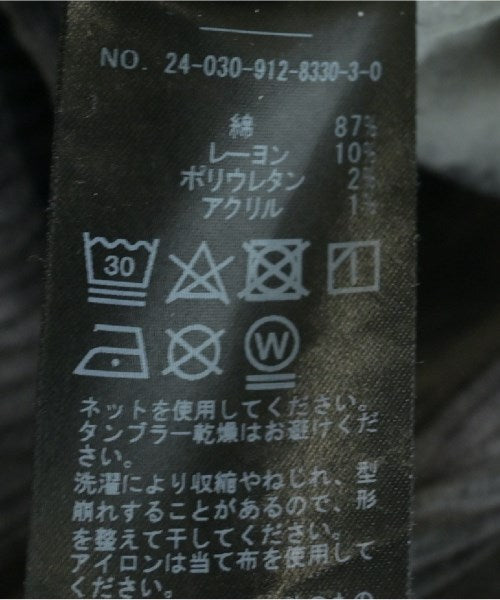 NO. 24-030-912-8330-3-0
綿 87%
レーヨン 10%
ポリウレタン 2%
アクリル 1%
30
W
ネットを使用してください。
タンブラー乾燥はお避けくだ
さい。
洗濯により収縮やねじれ、型
崩れすることがあるので、形
を整えて干してください。
アイロンは当て布を使用して
ください。